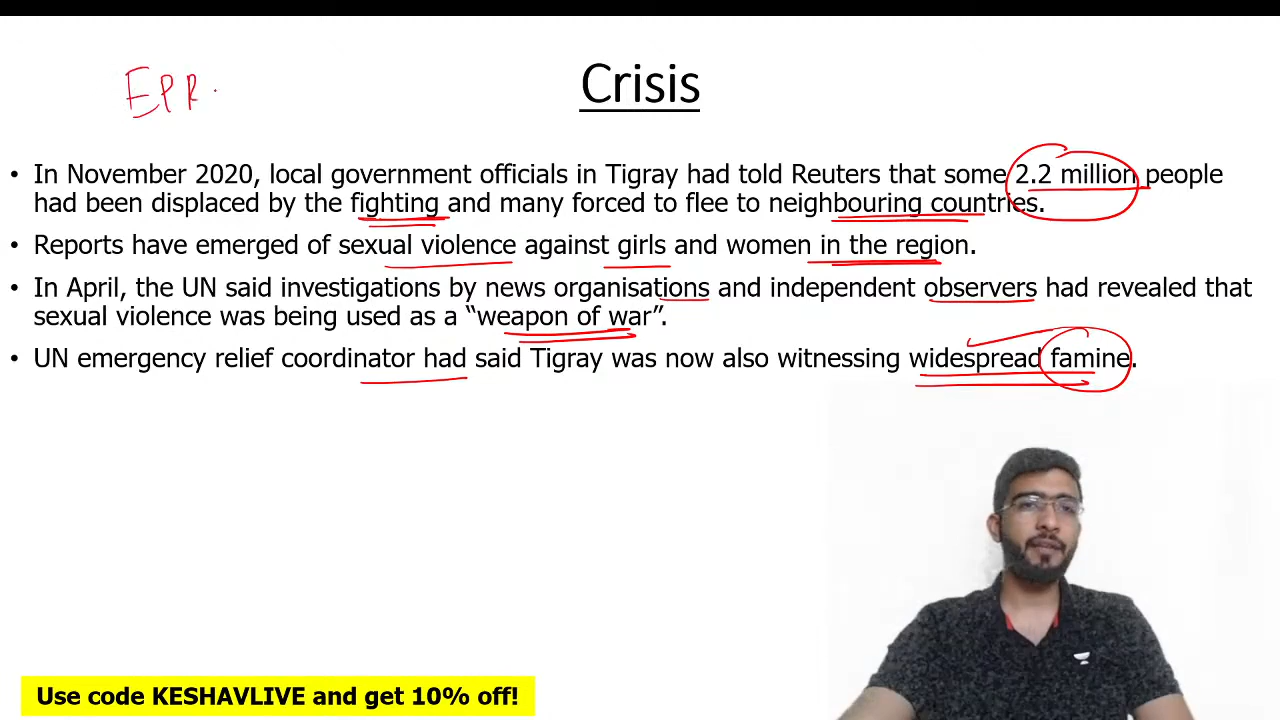 EPR
Crisis
• In November 2020, local government officials in Tigray had told Reuters that some 2.2 million people
had been displaced by the fighting and many forced to flee to neighbouring countries.
• Reports have emerged of sexual violence against girls and women in the region.
• In April, the UN said investigations by news organisations and independent observers had revealed that
sexual violence was being used as a “weapon of war”.
• UN emergency relief coordinator had said Tigray was now also witnessing widespread famine.
Use code KESHAVLIVE and get 10% off!